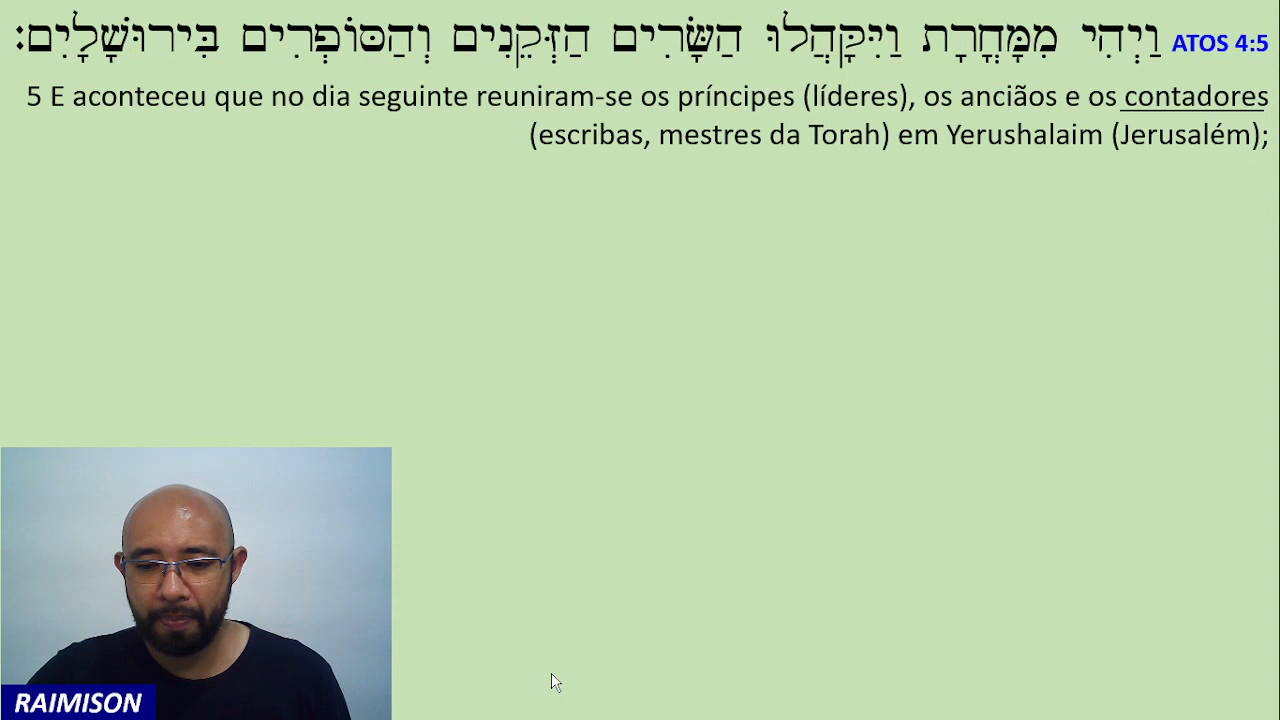 ATOS 4:5 וַיְהִי מִמָּחֳרָת וַיִּקָּהֲלוּ הַשָּׂרִים הַזְּקֵנִים וְהַסּוֹפְרִים בִּירוּשָׁלָיִם׃
5 E aconteceu que no dia seguinte reuniram-se os príncipes (líderes), os anciãos e os contadores
(escribas, mestres da Torah) em Yerushalaim (Jerusalém);
RAIMISON